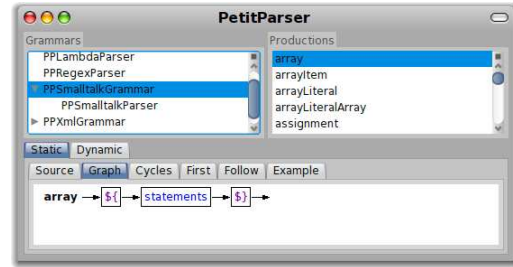 PetitParser
Grammars
PPLambdaParser
PPRegexParser
PPSmalltalkGrammar
PPSmalltalkParser
PPXmlGrammar
Productions
array
arrayItem
arrayLiteral
arrayLiteralArray
assignment
Static Dynamic
Source Graph Cycles First Follow Example
array ${ statements $}